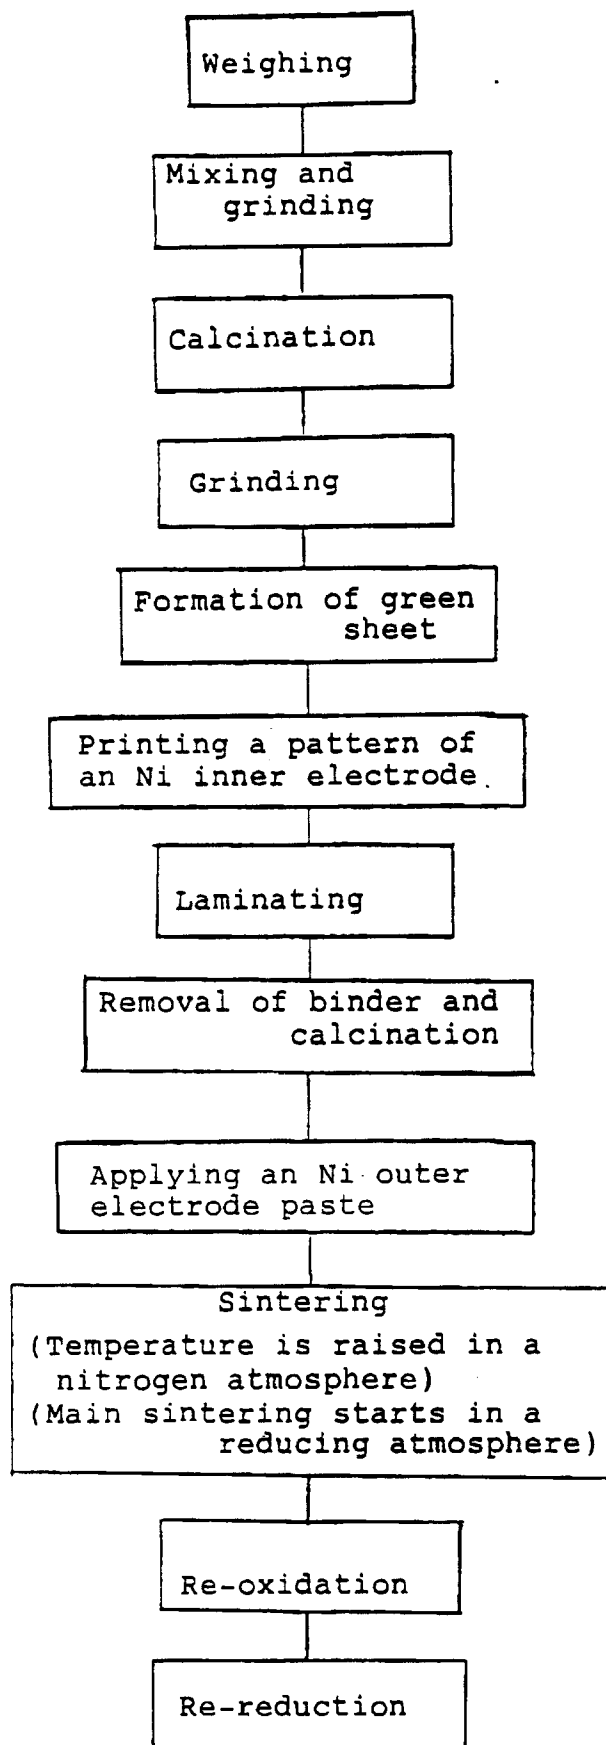 Weighing
Mixing and
grinding
Calcination
Grinding
Formation of green
sheet
Printing a pattern of
an Ni inner electrode
Laminating
Removal of binder and
calcination
Applying an Ni outer
electrode paste
Sintering
(Temperature is raised in a
nitrogen atmosphere)
(Main sintering starts in a
reducing atmosphere)
Re-oxidation
Re-reduction